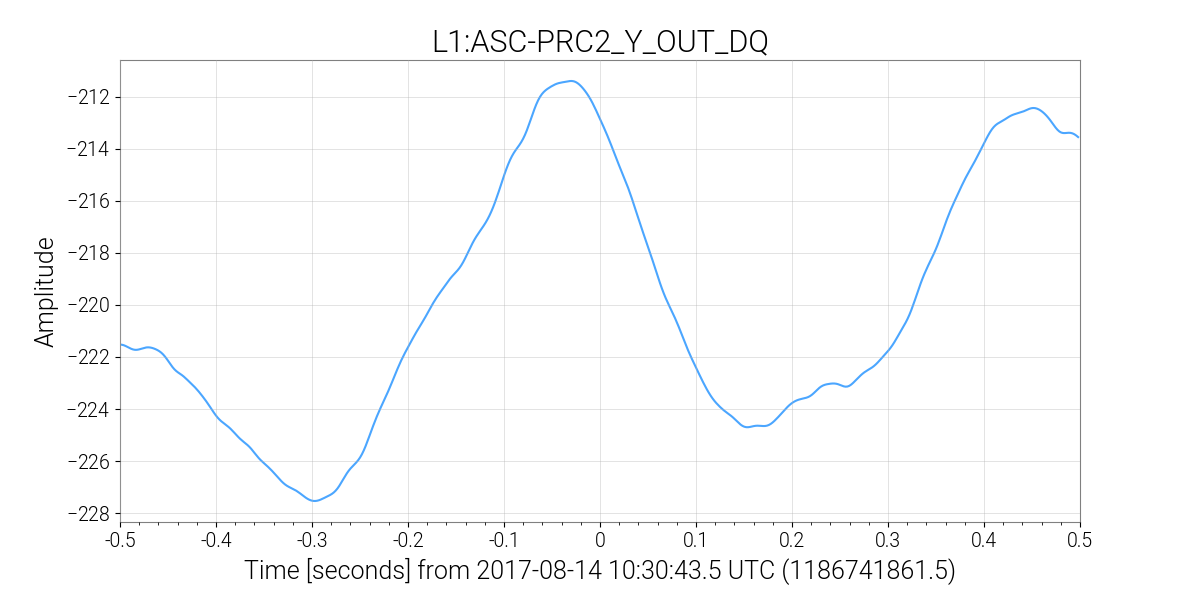 L1:ASC-PRC2_Y_OUT_DQ
Amplitude
−212
−214
−216
−218
−220
−222
−224
−226
−228
-0.5 -0.4 -0.3 -0.2 -0.1 0 0.1 0.2 0.3 0.4 0.5
Time [seconds] from 2017-08-14 10:30:43.5 UTC (1186741861.5)